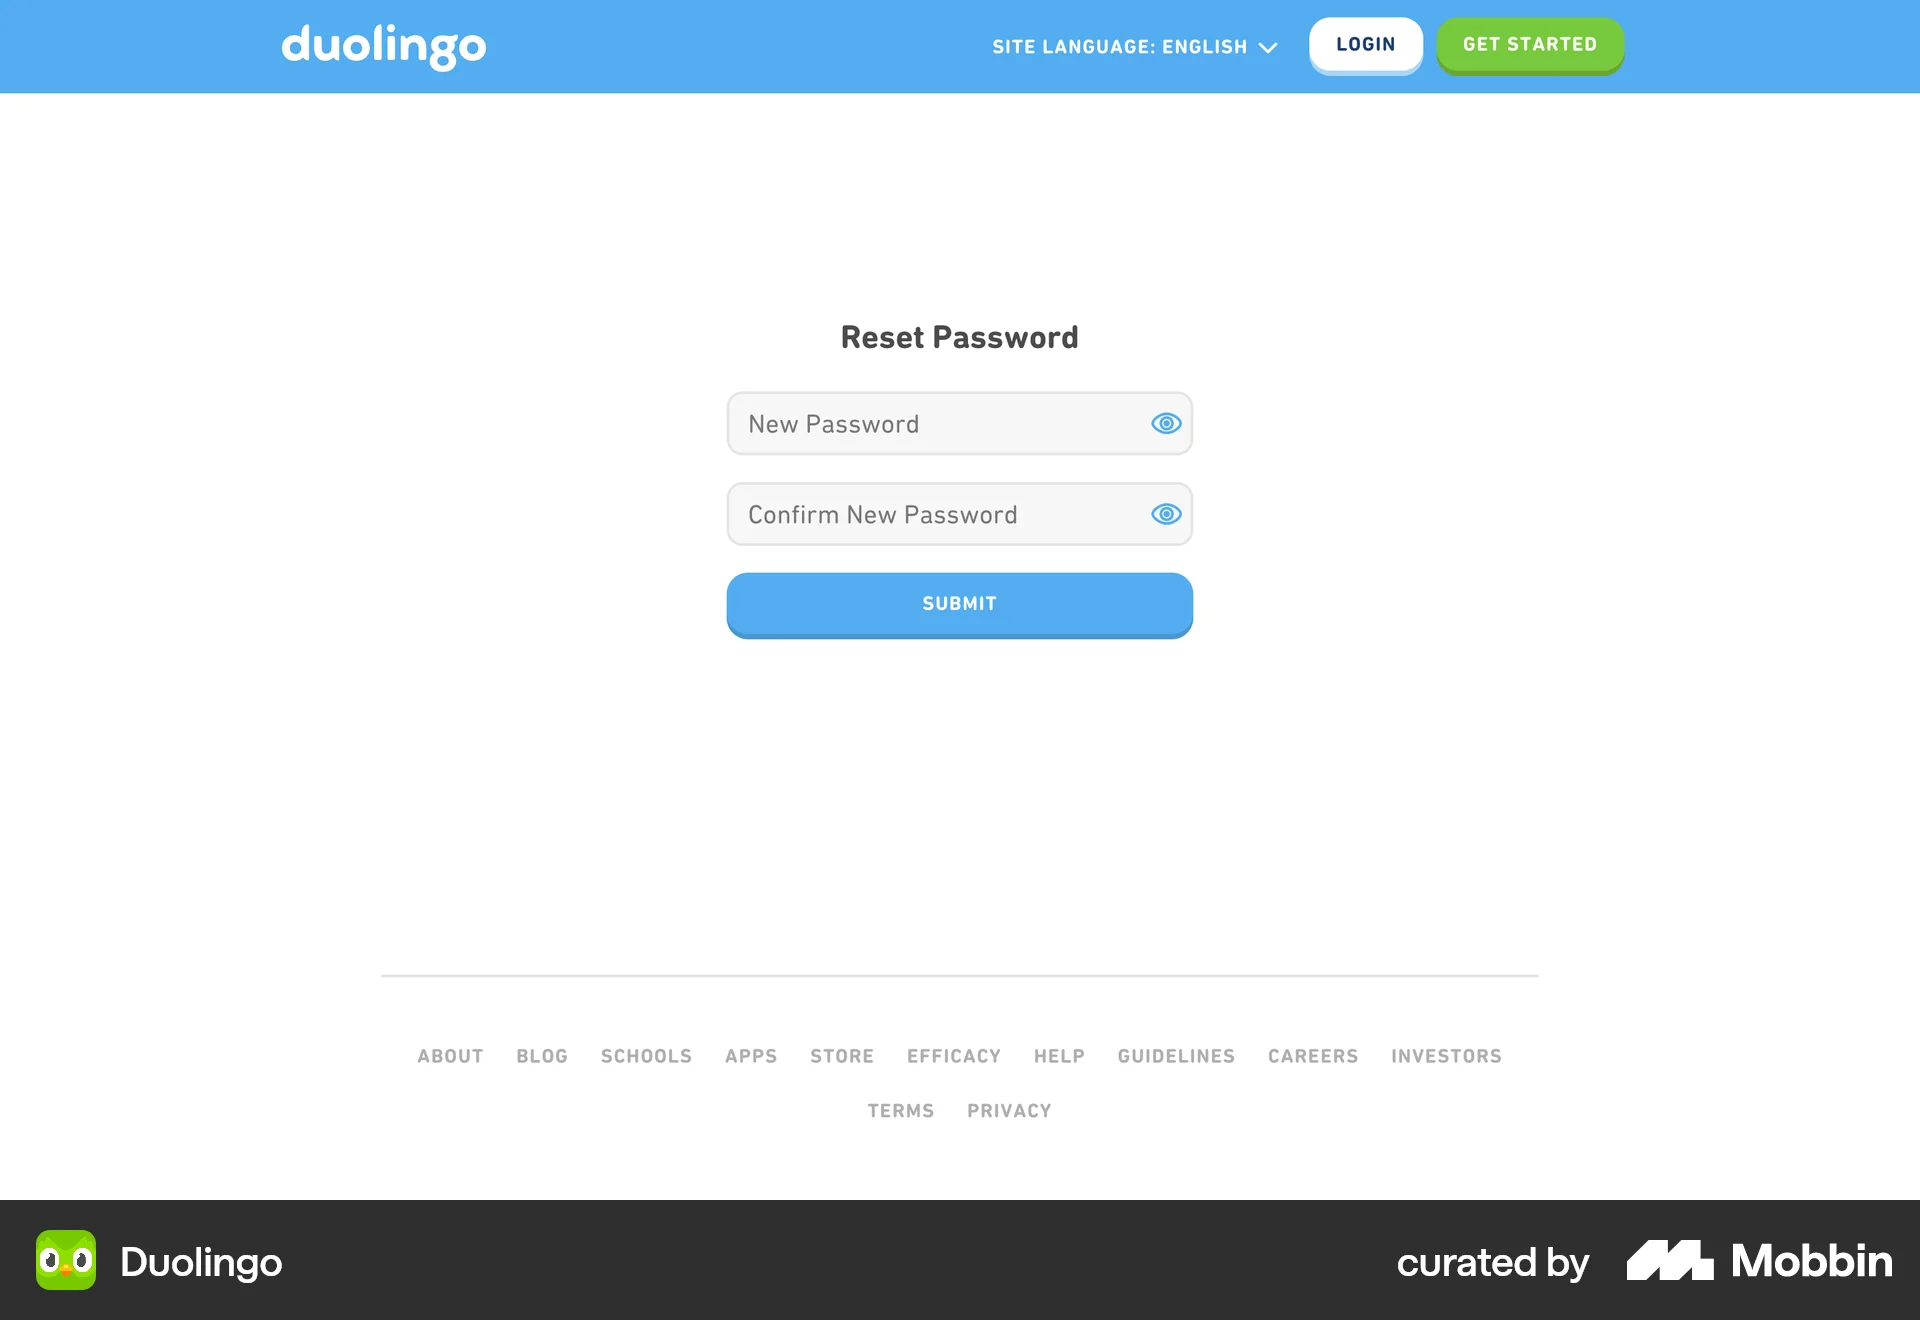 duolingo
SITE LANGUAGE: ENGLISH
LOGIN
GET STARTED
Reset Password
New Password
Confirm New Password
SUBMIT
ABOUT BLOG SCHOOLS APPS STORE EFFICACY HELP GUIDELINES CAREERS INVESTORS
TERMS PRIVACY
Duolingo
curated by Mobbin